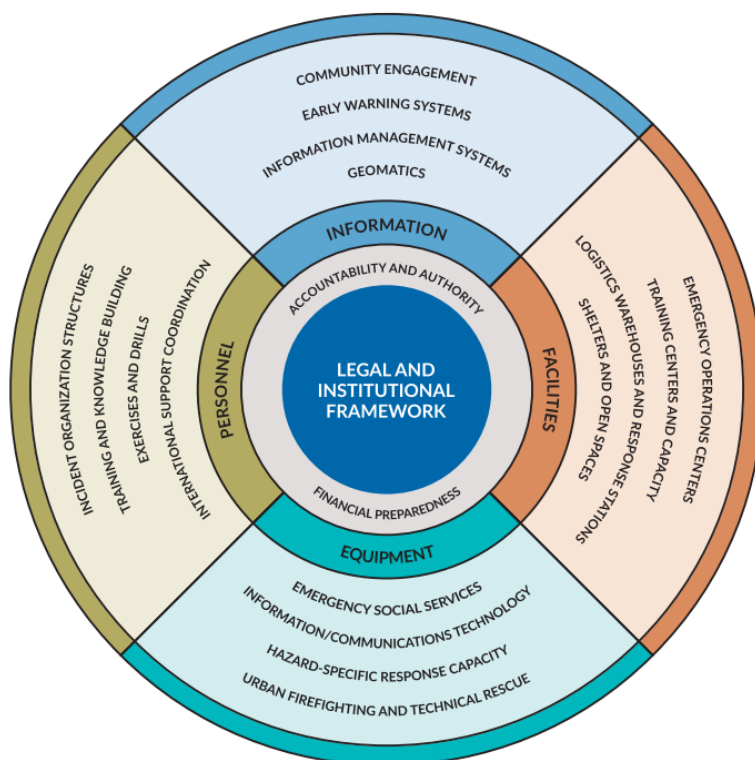 COMMUNITY ENGAGEMENT
EARLY WARNING SYSTEMS
INFORMATION MANAGEMENT SYSTEMS
GEOMATICS
INFORMATION
ACCOUNTABILITY AND AUTHORITY
LEGAL AND
INSTITUTIONAL
FRAMEWORK
FINANCIAL PREPAREDNESS
FACILITIES
EMERGENCY OPERATIONS CENTERS
TRAINING CENTERS AND CAPACITY
LOGISTICS WAREHOUSES AND RESPONSE STATIONS
SHELTERS AND OPEN SPACES
EQUIPMENT
EMERGENCY SOCIAL SERVICES
INFORMATION/COMMUNICATIONS TECHNOLOGY
HAZARD-SPECIFIC RESPONSE CAPACITY
URBAN FIREFIGHTING AND TECHNICAL RESCUE
PERSONNEL
INCIDENT ORGANIZATION STRUCTURES
TRAINING AND KNOWLEDGE BUILDING
EXERCISES AND DRILLS
INTERNATIONAL SUPPORT COORDINATION